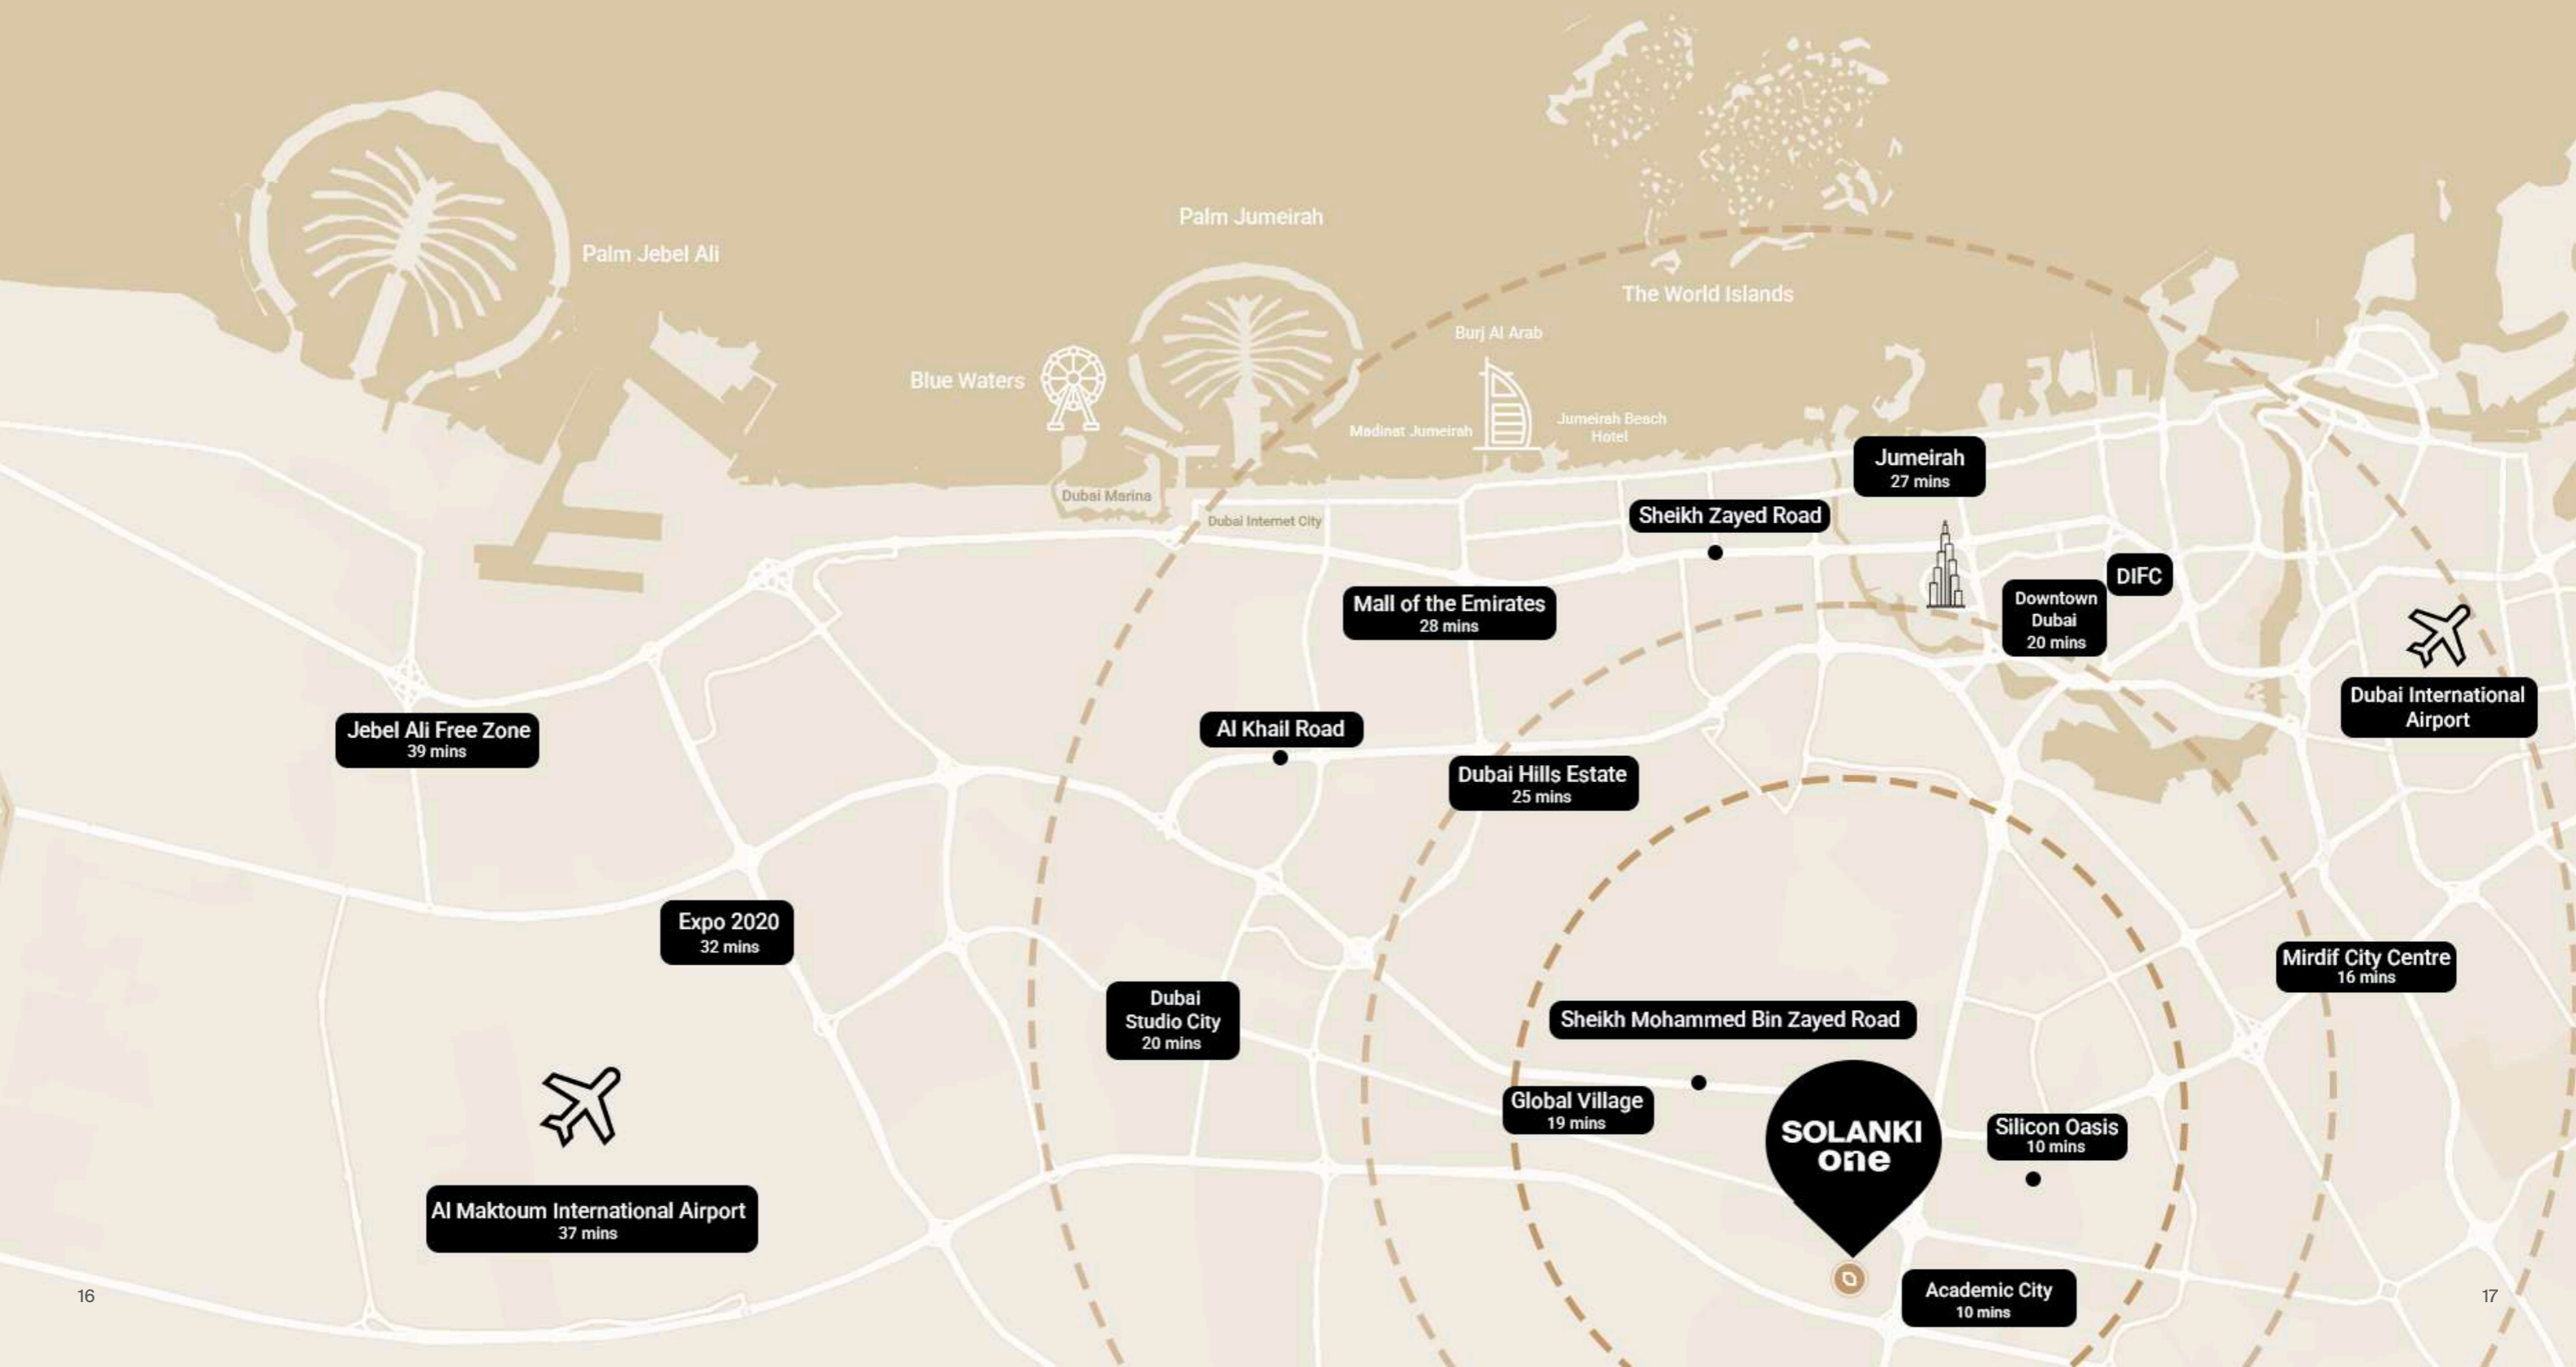 Palm Jumeirah
Palm Jebel Ali
The World Islands
Burj Al Arab
Blue Waters
Madinat Jumeirah
Jumeirah Beach
Hotel
Jumeirah
27 mins
Dubai Marina
Dubai Internet City
Sheikh Zayed Road
DIFC
Mall of the Emirates
28 mins
Downtown
Dubai
20 mins
Dubai International
Airport
Jebel Ali Free Zone
39 mins
Al Khail Road
Dubai Hills Estate
25 mins
Expo 2020
32 mins
Mirdif City Centre
16 mins
Dubai
Studio City
20 mins
Sheikh Mohammed Bin Zayed Road
Global Village
19 mins
SOLANKI
one
Silicon Oasis
10 mins
Al Maktoum International Airport
37 mins
Academic City
10 mins
16
17